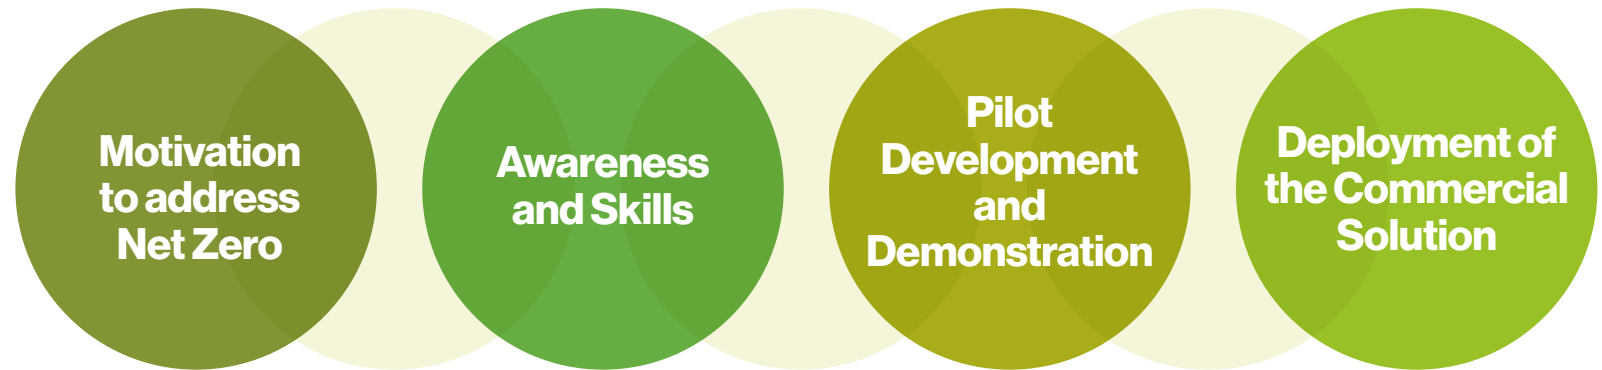 Motivation
to address
Net Zero
Awareness
and Skills
Pilot
Development
and
Demonstration
Deployment of
the Commercial
Solution